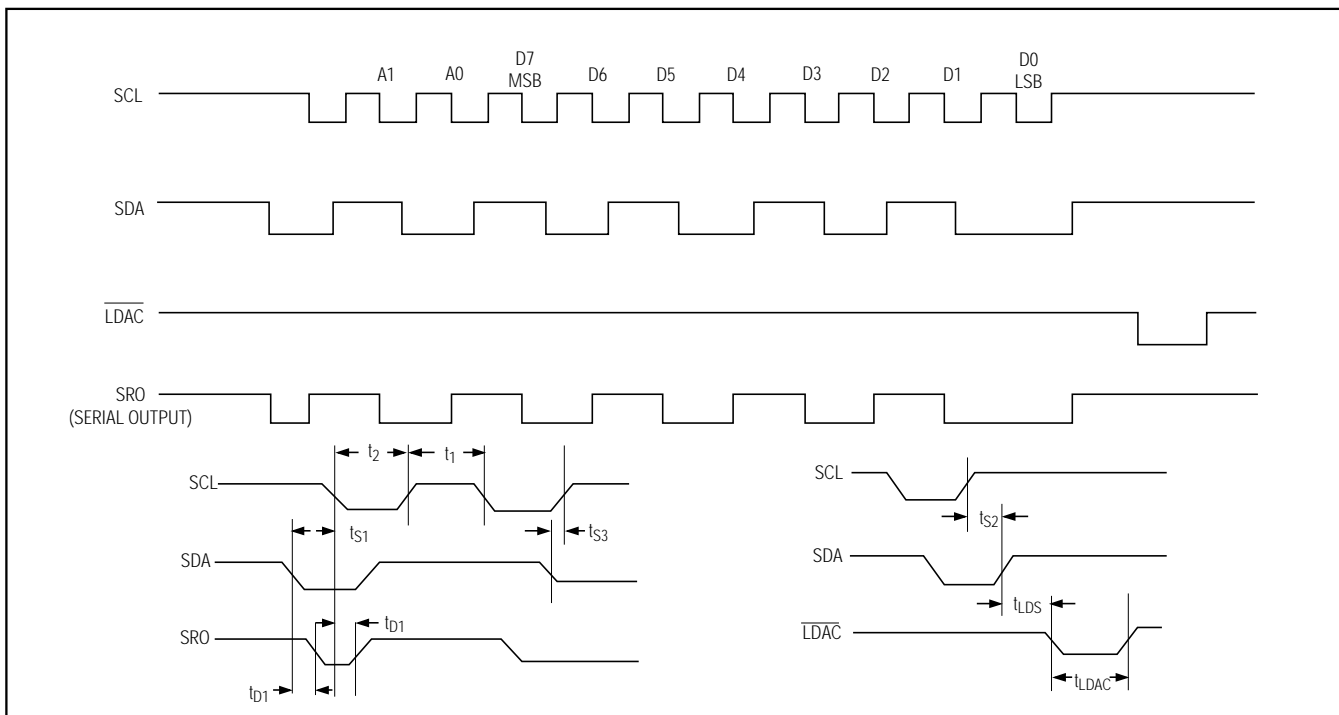 A1 A0 D7 MSB D6 D5 D4 D3 D2 D1 D0 LSB
SCL
SDA
LDAC
SRO
(SERIAL OUTPUT)
t2 t1
SCL
tS1 tS3
SDA
tD1
SRO
tD1
SCL
tS2
SDA
tLDS
LDAC
tLDAC